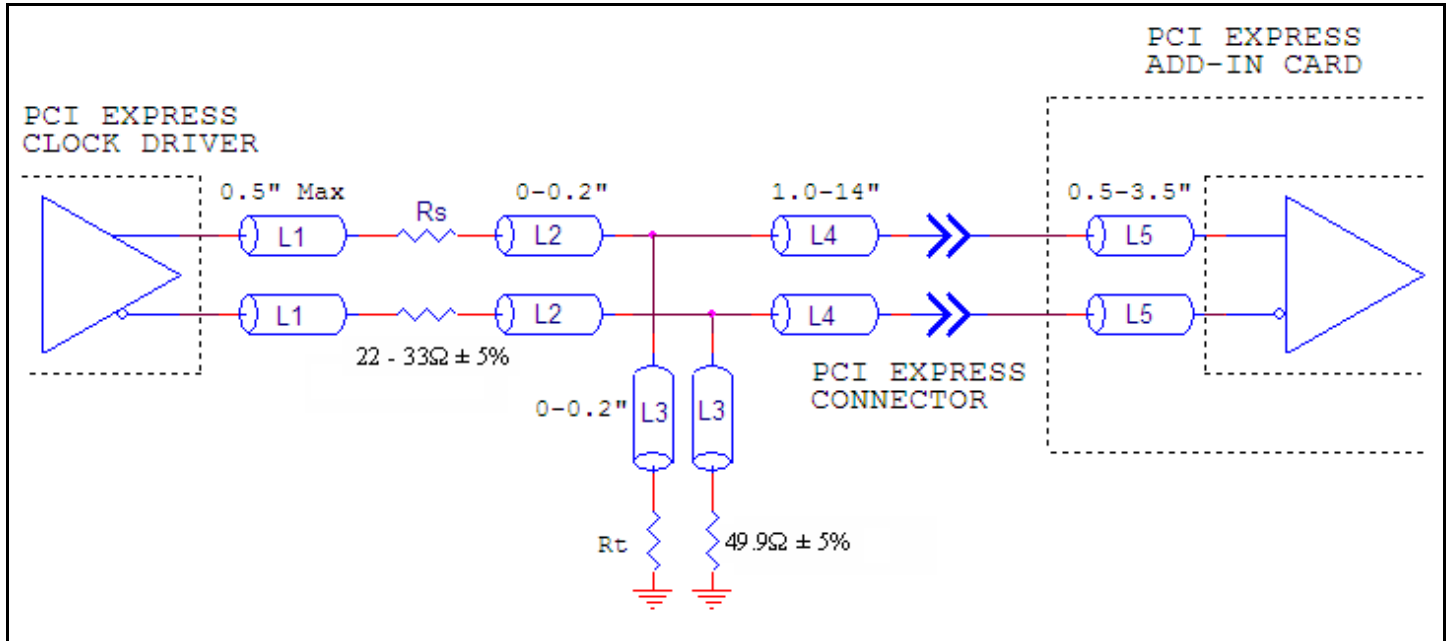 PCI EXPRESS
ADD-IN CARD
PCI EXPRESS
CLOCK DRIVER
0.5" Max
Rs
0-0.2"
1.0-14"
0.5-3.5"
L1
L2
L4
L5
L1
L2
L4
L5
22 - 33Ω ± 5%
PCI EXPRESS
CONNECTOR
0-0.2"
L3
L3
Rt
49.9Ω ± 5%